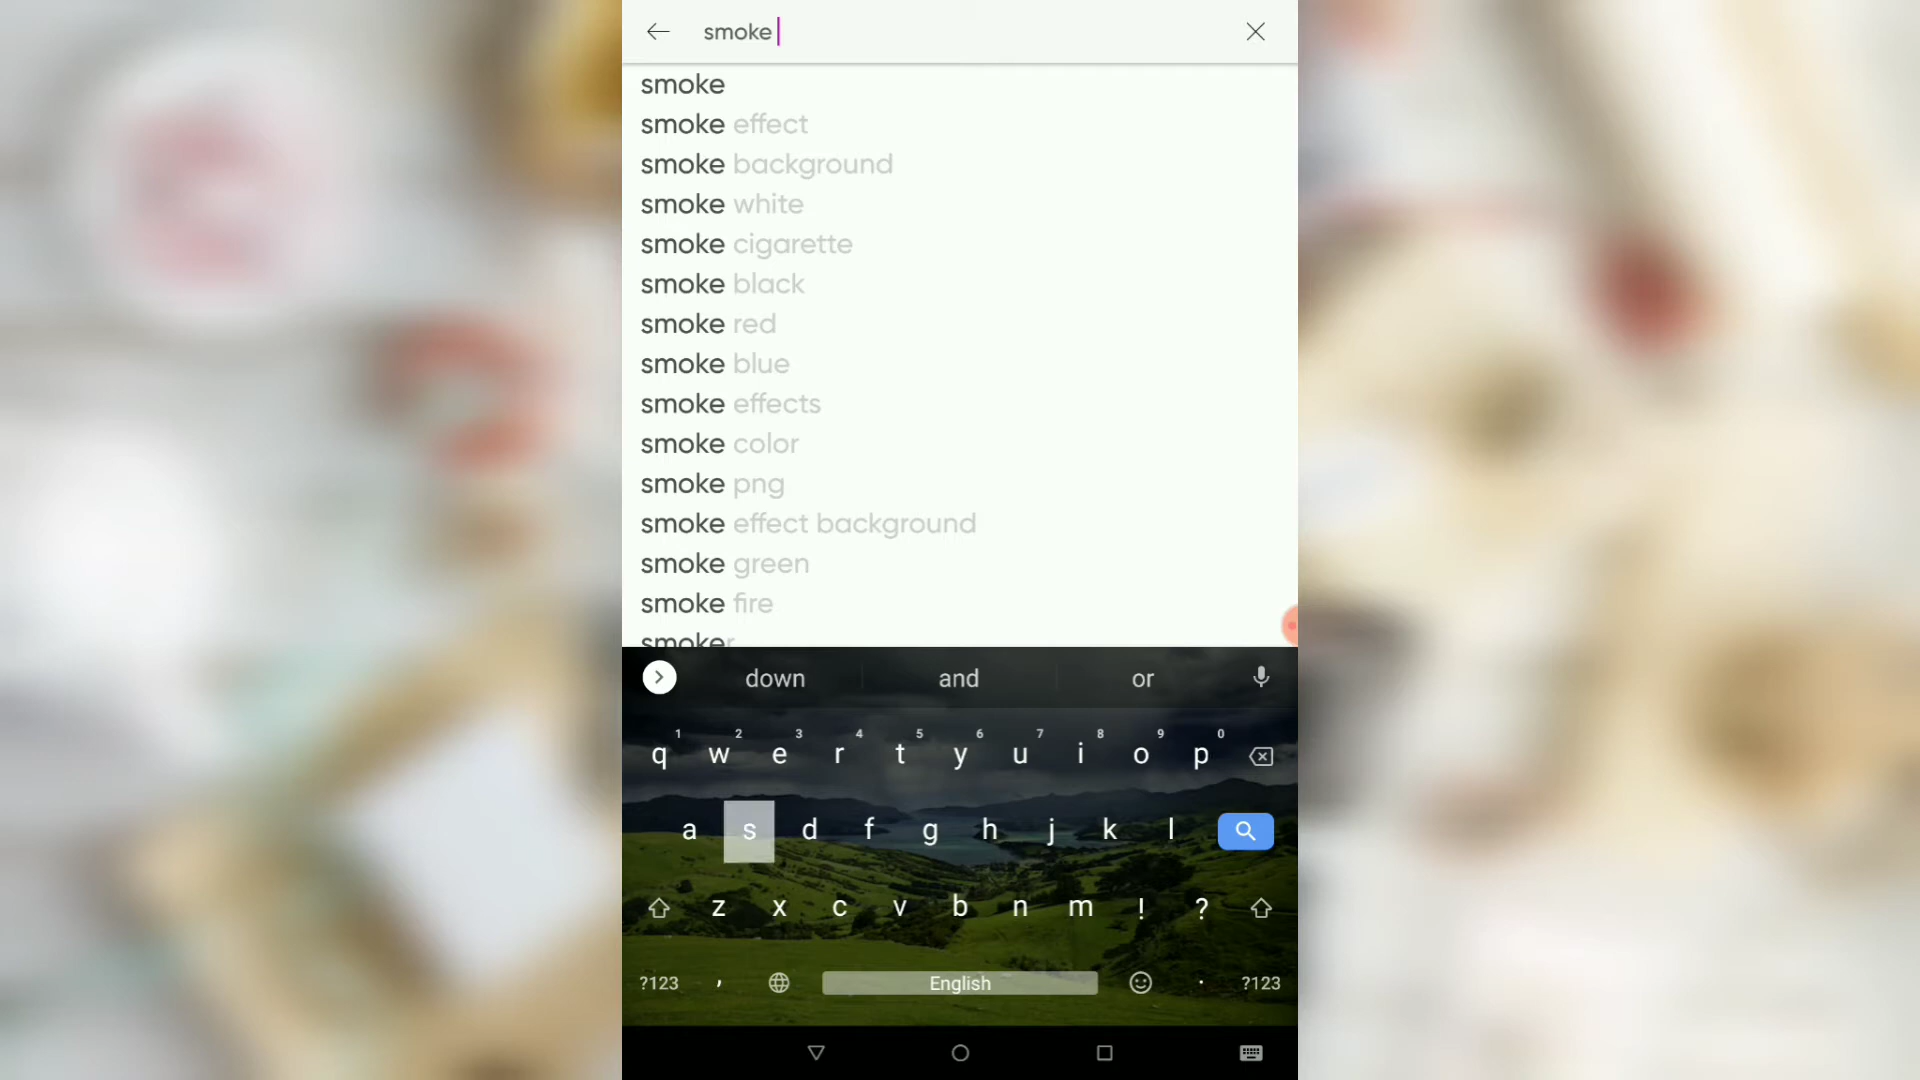 smoke
smoke
smoke effect
smoke background
smoke white
smoke cigarette
smoke black
smoke red
smoke blue
smoke effects
smoke color
smoke png
smoke effect background
smoke green
smoke fire
smoker
down and or
1 2 3 4 5 6 7 8 9 0
q w e r t y u i o p
a s d f g h j k l
z x c v b n m ! ?
?123 , English . ?123